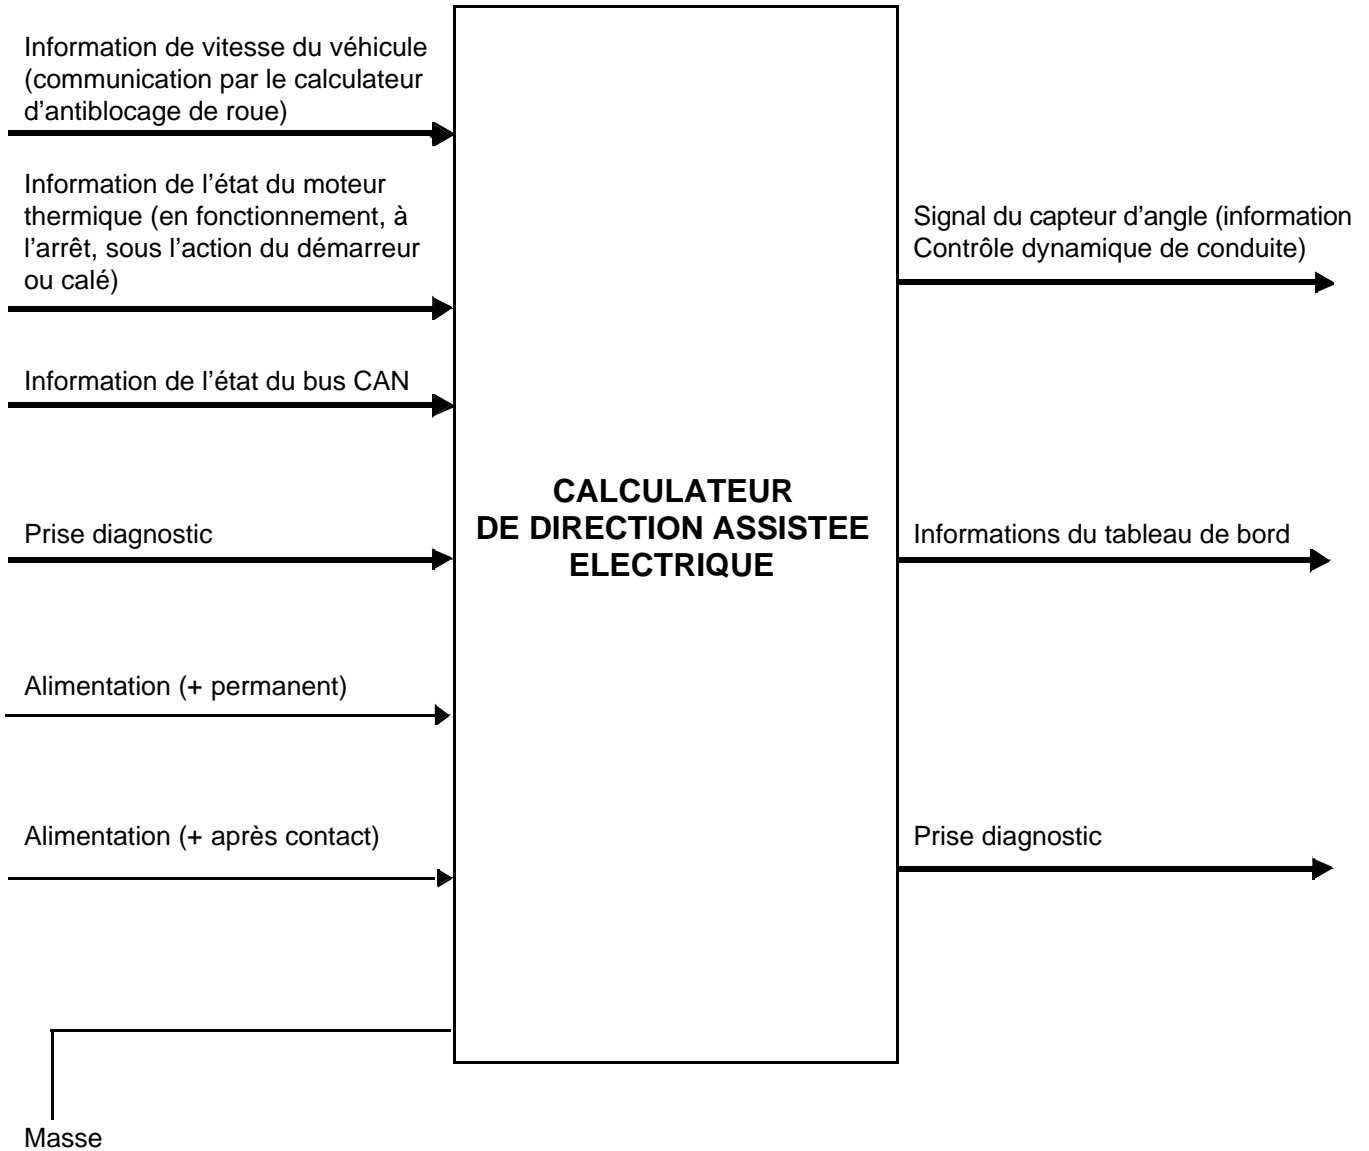 Information de vitesse du véhicule
(communication par le calculateur
d’antiblocage de roue)
Information de l’état du moteur
thermique (en fonctionnement, à
l’arrêt, sous l’action du démarreur
ou calé)
Information de l’état du bus CAN
Prise diagnostic
Alimentation (+ permanent)
Alimentation (+ après contact)
Masse
CALCULATEUR
DE DIRECTION ASSISTEE
ELECTRIQUE
Signal du capteur d’angle (information
Contrôle dynamique de conduite)
Informations du tableau de bord
Prise diagnostic